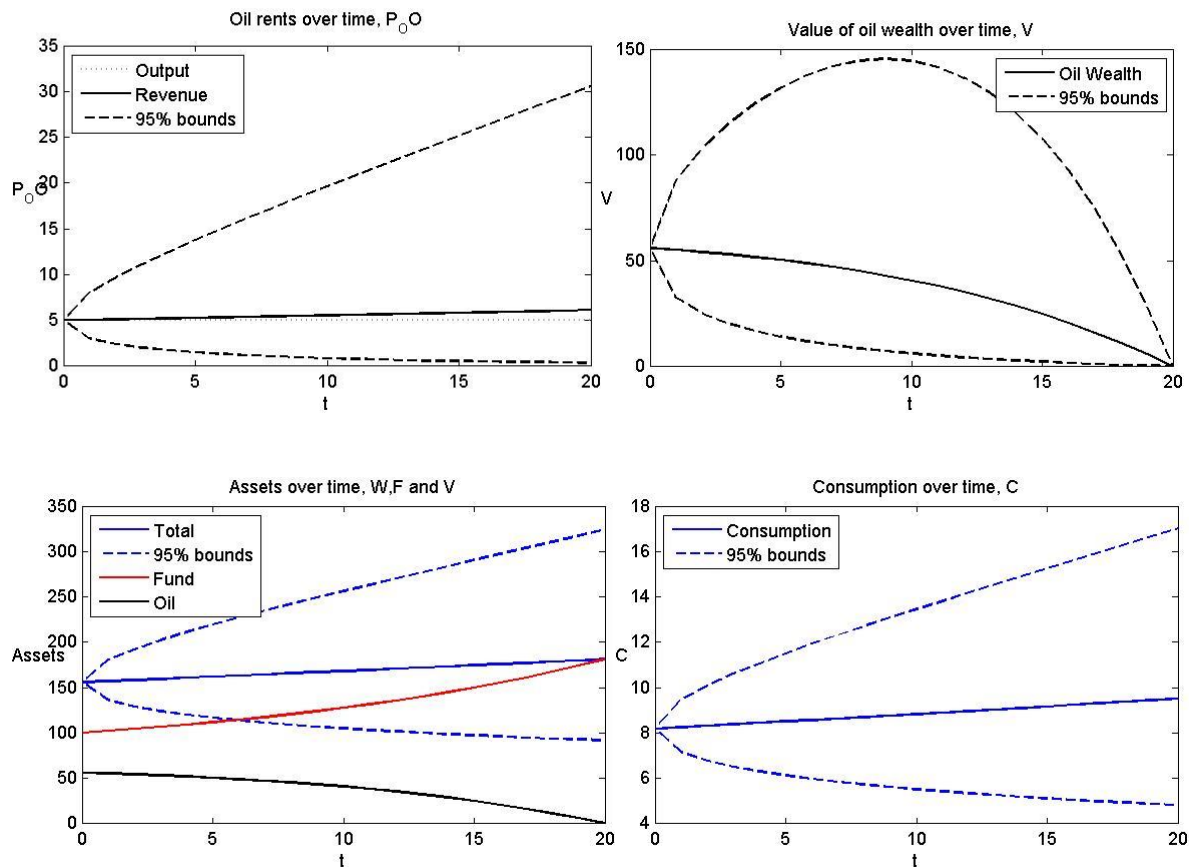 Oil rents over time, P_OO
35
30
25
20
15
10
5
0
P_OO
Output
Revenue
95% bounds
0 5 10 15 20
t
Value of oil wealth over time, V
150
100
50
0
V
Oil Wealth
95% bounds
0 5 10 15 20
t
Assets over time, W,F and V
350
300
250
200
150
100
50
0
Assets
Total
95% bounds
Fund
Oil
0 5 10 15 20
t
Consumption over time, C
18
16
14
12
10
8
6
4
C
Consumption
95% bounds
0 5 10 15 20
t